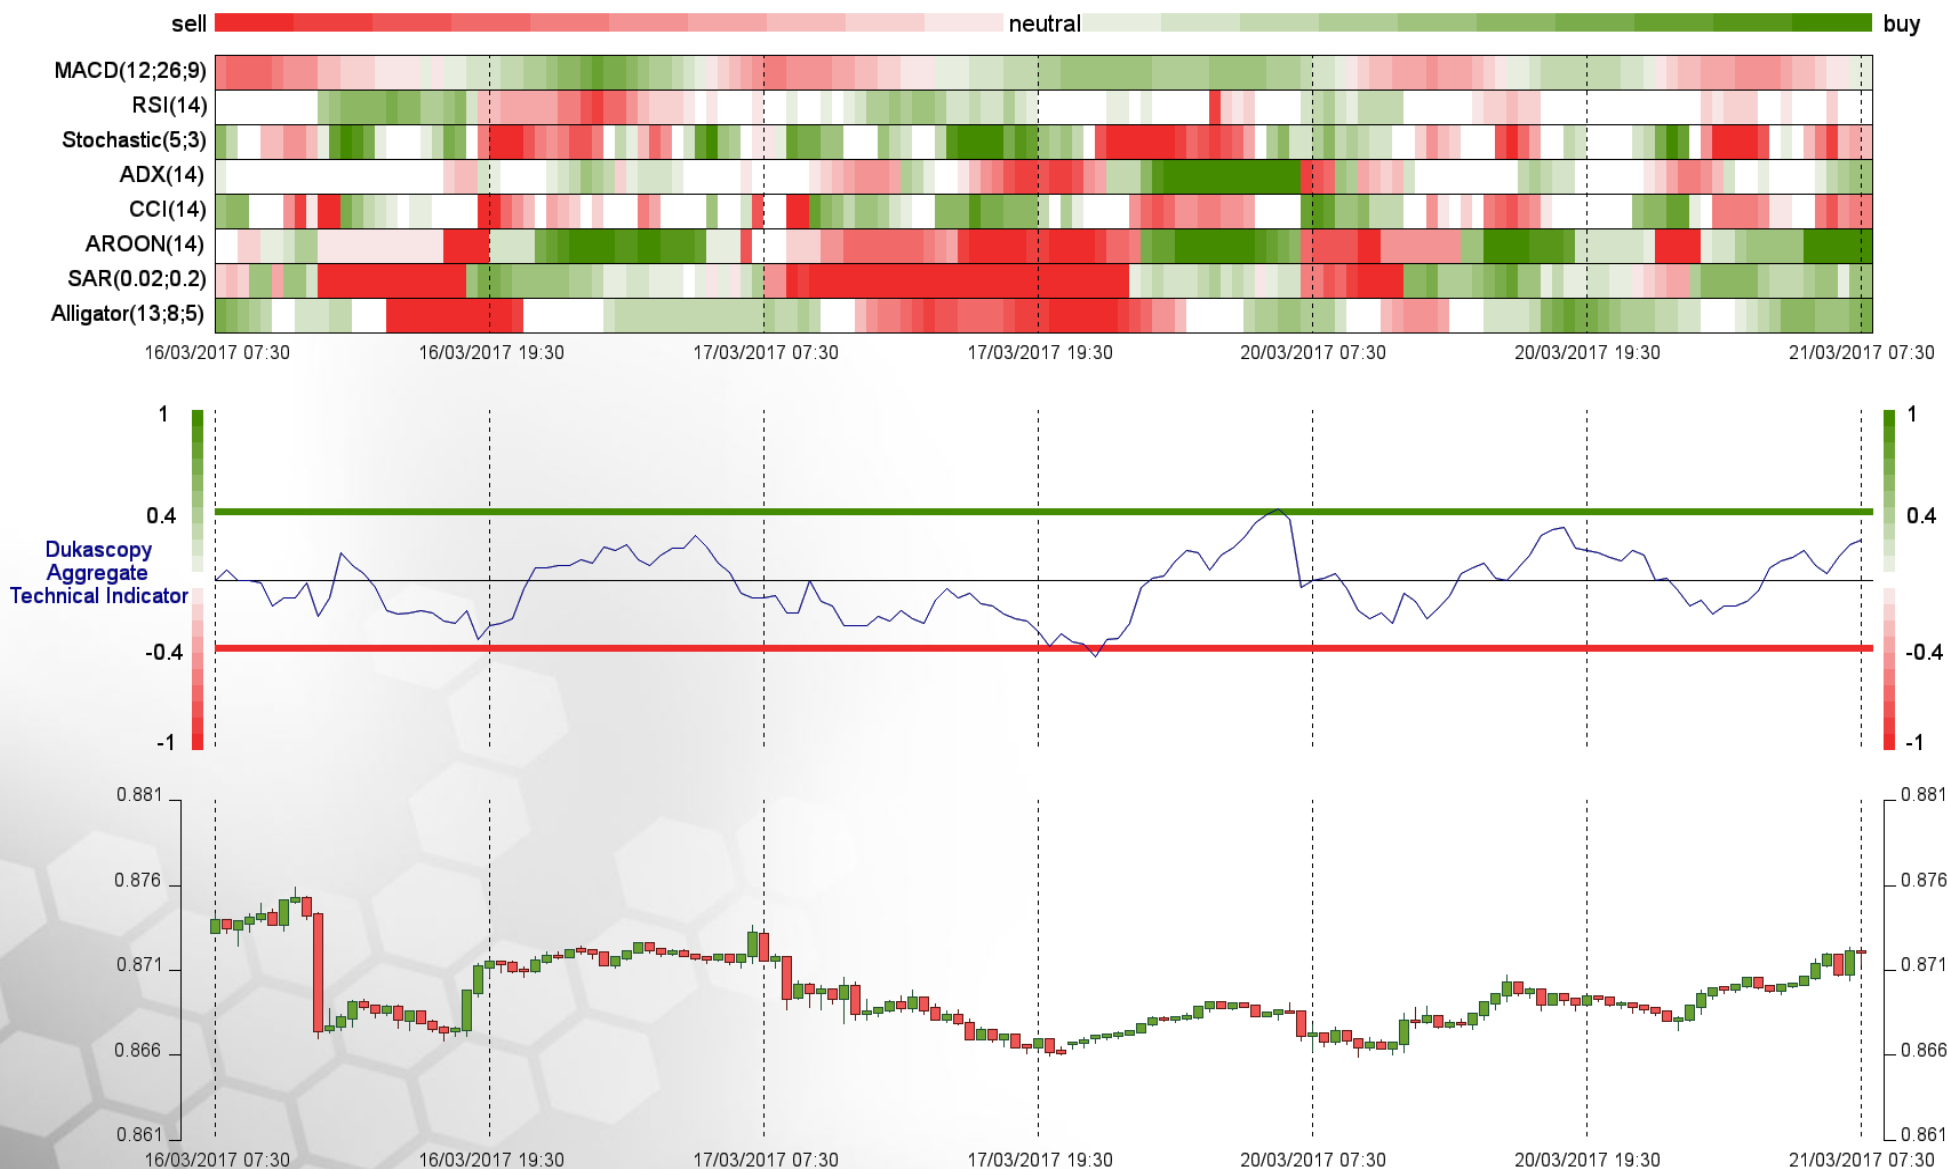 sell neutral buy
MACD(12;26;9)
RSI(14)
Stochastic(5;3)
ADX(14)
CCI(14)
AROON(14)
SAR(0.02;0.2)
Alligator(13;8;5)
16/03/2017 07:30 16/03/2017 19:30 17/03/2017 07:30 17/03/2017 19:30 20/03/2017 07:30 20/03/2017 19:30 21/03/2017 07:30
1 1
0.4 0.4
Dukascopy
Aggregate
Technical Indicator
-0.4 -0.4
-1 -1
0.881 0.881
0.876 0.876
0.871 0.871
0.866 0.866
0.861 0.861
16/03/2017 07:30 16/03/2017 19:30 17/03/2017 07:30 17/03/2017 19:30 20/03/2017 07:30 20/03/2017 19:30 21/03/2017 07:30